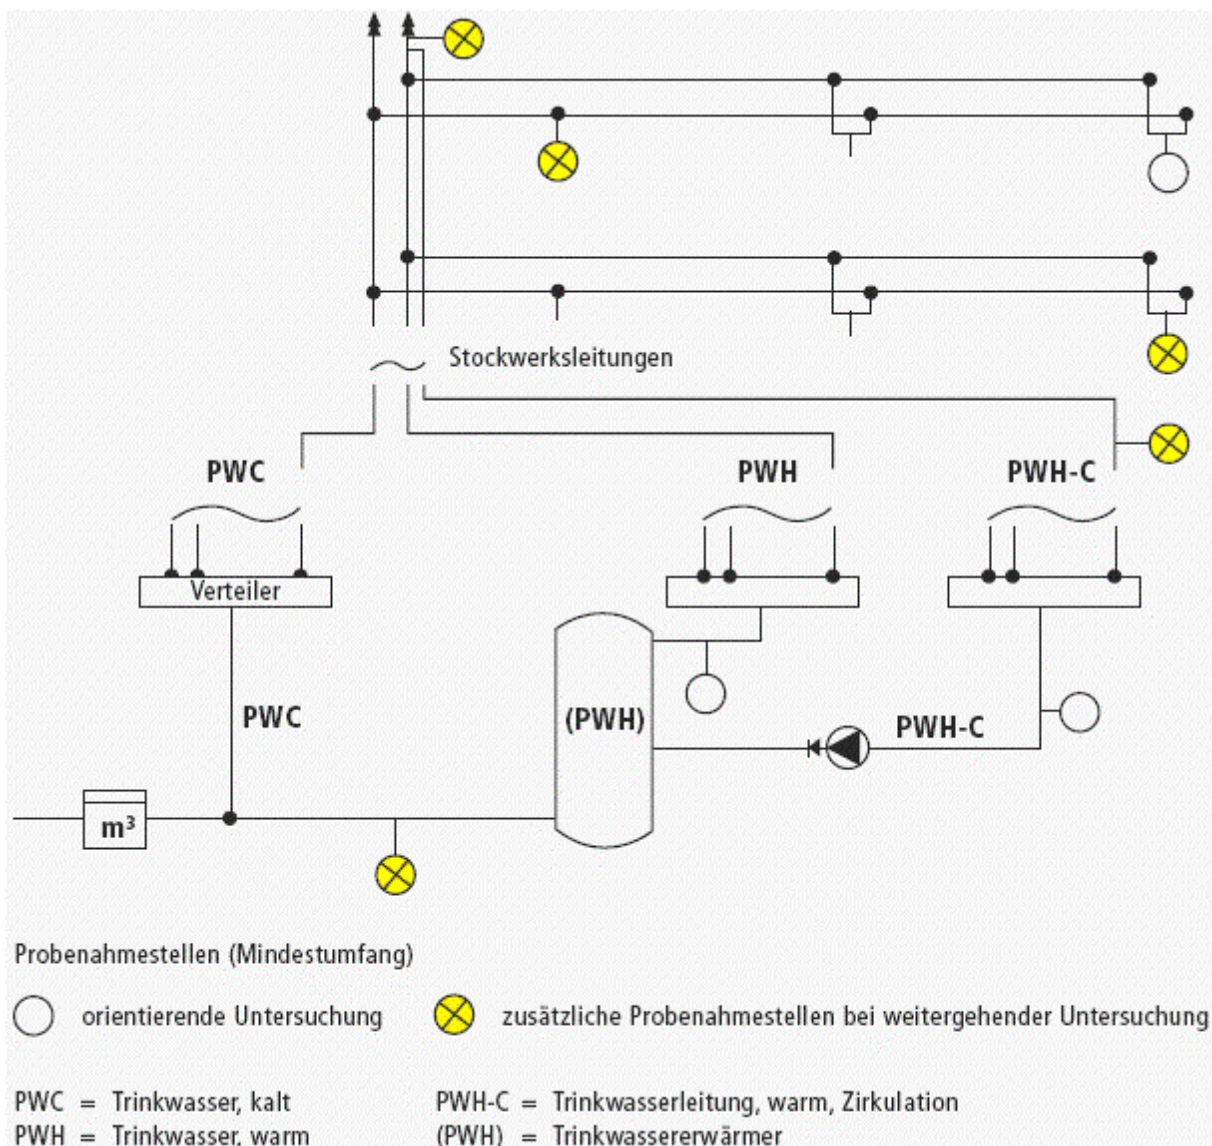 Stockwerksleitungen
PWC PWH PWH-C
Verteiler
PWC
(PWH)
PWH-C
m³
Probenahmestellen (Mindestumfang)
orientierende Untersuchung zusätzliche Probenahmestellen bei weitergehender Untersuchung
PWC = Trinkwasser, kalt PWH-C = Trinkwasserleitung, warm, Zirkulation
PWH = Trinkwasser, warm (PWH) = Trinkwassererwärmer